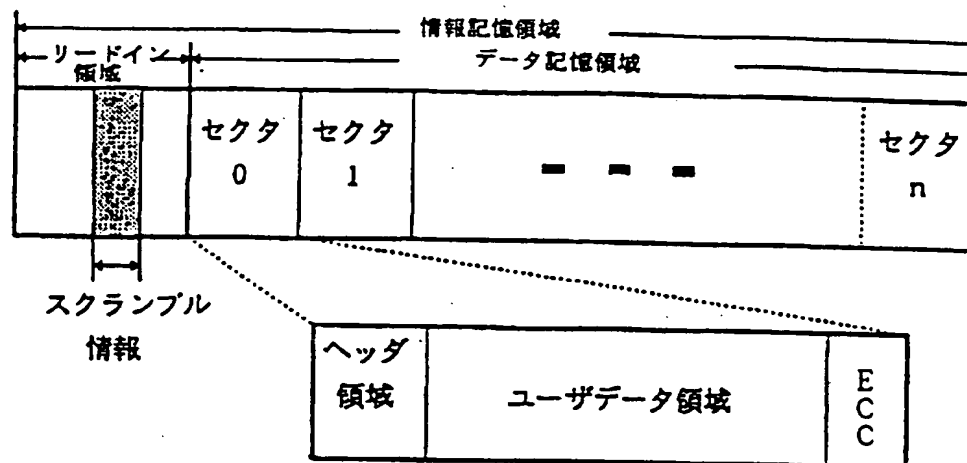 情報記憶領域
リードイン
領域
データ記憶領域
セクタ
0
セクタ
1
セクタ
n
スクランブル
情報
ヘッダ
領域
ユーザデータ領域
ECC